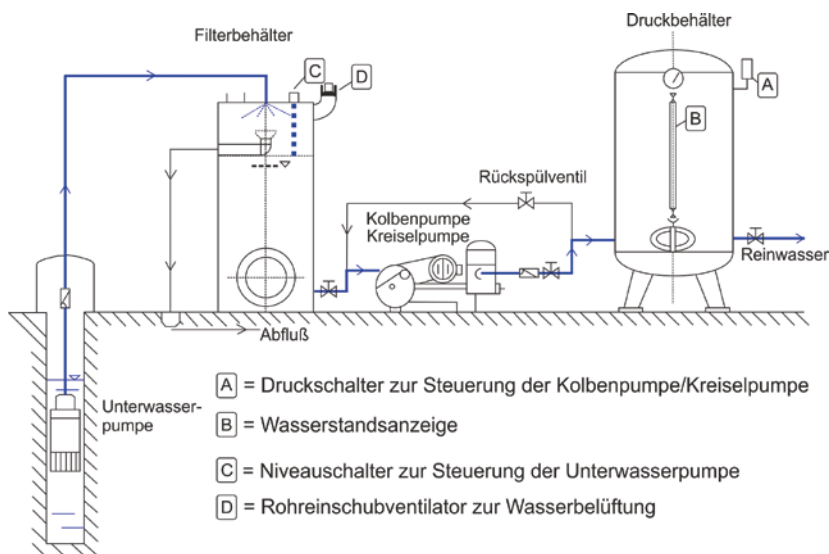 Druckbehälter
Filterbehälter
C
D
A
B
Rückspülventil
Kolbenpumpe
Kreiselpumpe
Reinwasser
Abfluß
Unterwasser-
pumpe
A = Druckschalter zur Steuerung der Kolbenpumpe/Kreiselpumpe
B = Wasserstandsanzeige
C = Niveauschalter zur Steuerung der Unterwasserpumpe
D = Rohreinschubventilator zur Wasserbelüftung